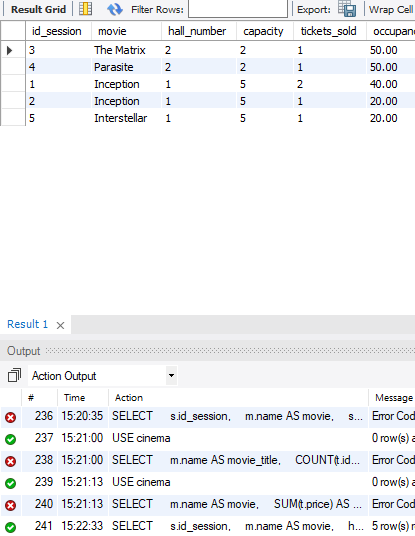 Result Grid Filter Rows: Export: Wrap Cell
id_session movie hall_number capacity tickets_sold occupanc
3 The Matrix 2 2 1 50.00
4 Parasite 2 2 1 50.00
1 Inception 1 5 2 40.00
2 Inception 1 5 1 20.00
5 Interstellar 1 5 1 20.00
Result 1
Output
Action Output
# Time Action Message
236 15:20:35 SELECT s.id_session, m.name AS movie, s... Error Cod
237 15:21:00 USE cinema 0 row(s) a
238 15:21:00 SELECT m.name AS movie_title, COUNT(t.id... Error Cod
239 15:21:13 USE cinema 0 row(s) a
240 15:21:13 SELECT m.name AS movie, SUM(t.price) AS ... Error Cod
241 15:22:33 SELECT s.id_session, m.name AS movie, h... 5 row(s) r